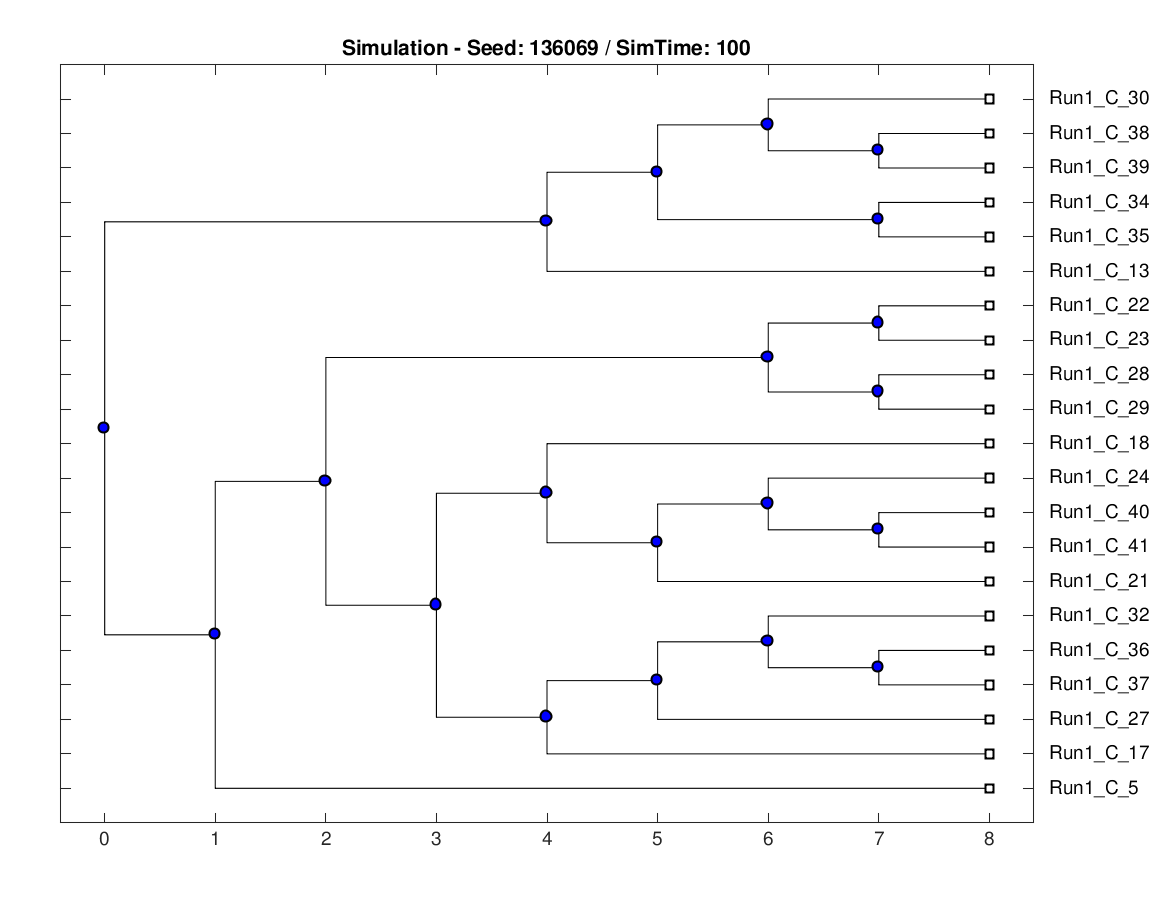 Simulation - Seed: 136069 / SimTime: 100
Run1_C_30
Run1_C_38
Run1_C_39
Run1_C_34
Run1_C_35
Run1_C_13
Run1_C_22
Run1_C_23
Run1_C_28
Run1_C_29
Run1_C_18
Run1_C_24
Run1_C_40
Run1_C_41
Run1_C_21
Run1_C_32
Run1_C_36
Run1_C_37
Run1_C_27
Run1_C_17
Run1_C_5
0 1 2 3 4 5 6 7 8